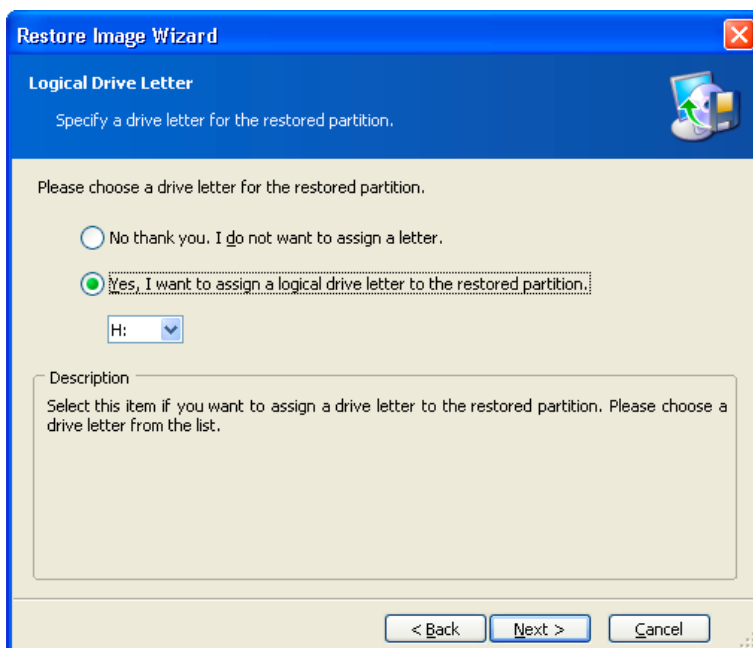 Restore Image Wizard
Logical Drive Letter
Specify a drive letter for the restored partition.
Please choose a drive letter for the restored partition.
No thank you. I do not want to assign a letter.
Yes, I want to assign a logical drive letter to the restored partition.
H:
Description
Select this item if you want to assign a drive letter to the restored partition. Please choose a
drive letter from the list.
< Back Next > Cancel